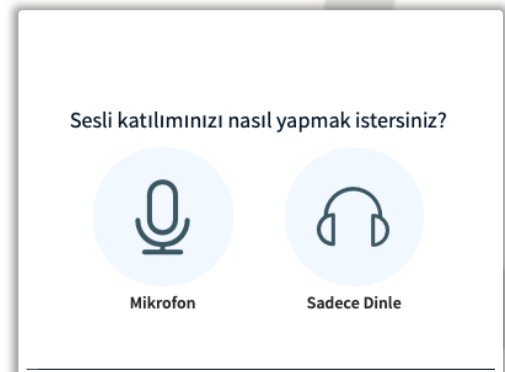 Sesli katılımınızı nasıl yapmak istersiniz?
Mikrofon
Sadece Dinle